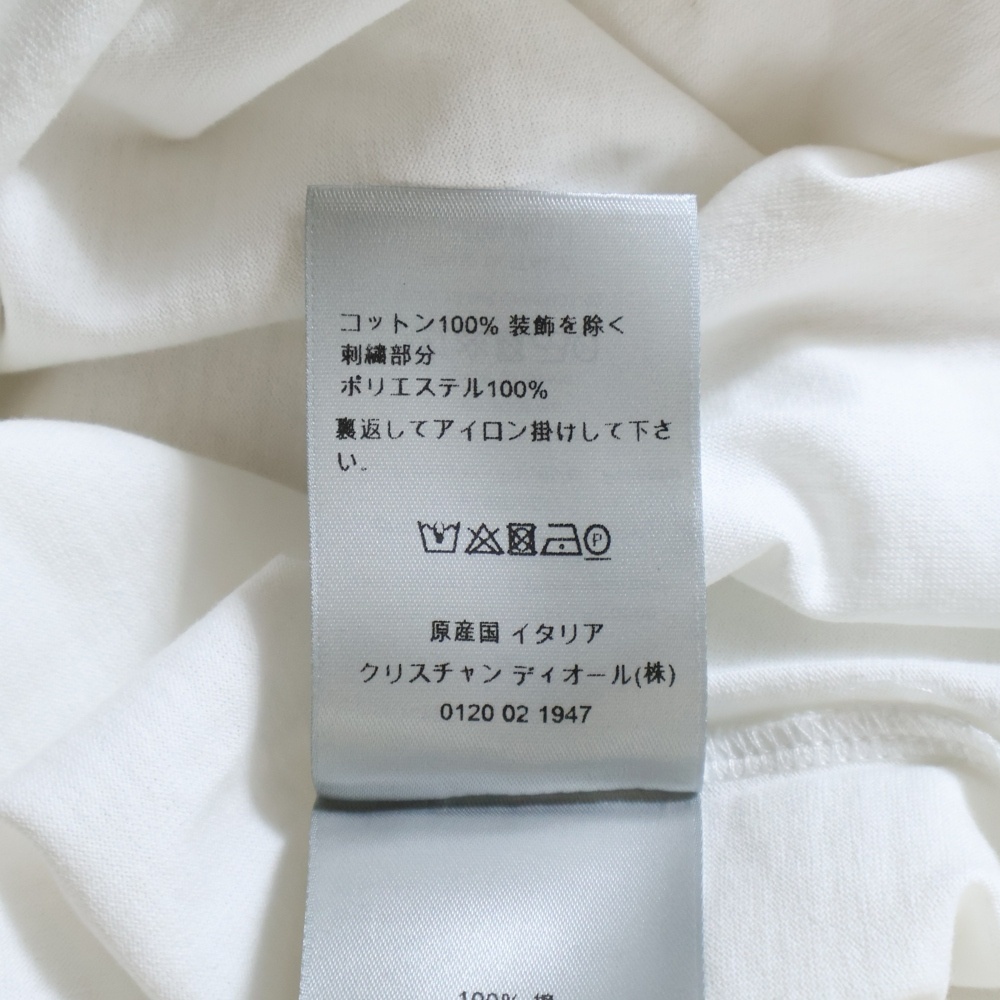 コットン100% 装飾を除く
刺繍部分
ポリエステル100%
裏返してアイロン掛けして下さ
い。
P
原産国 イタリア
クリスチャン ディオール(株)
0120 02 1947
100% 棉